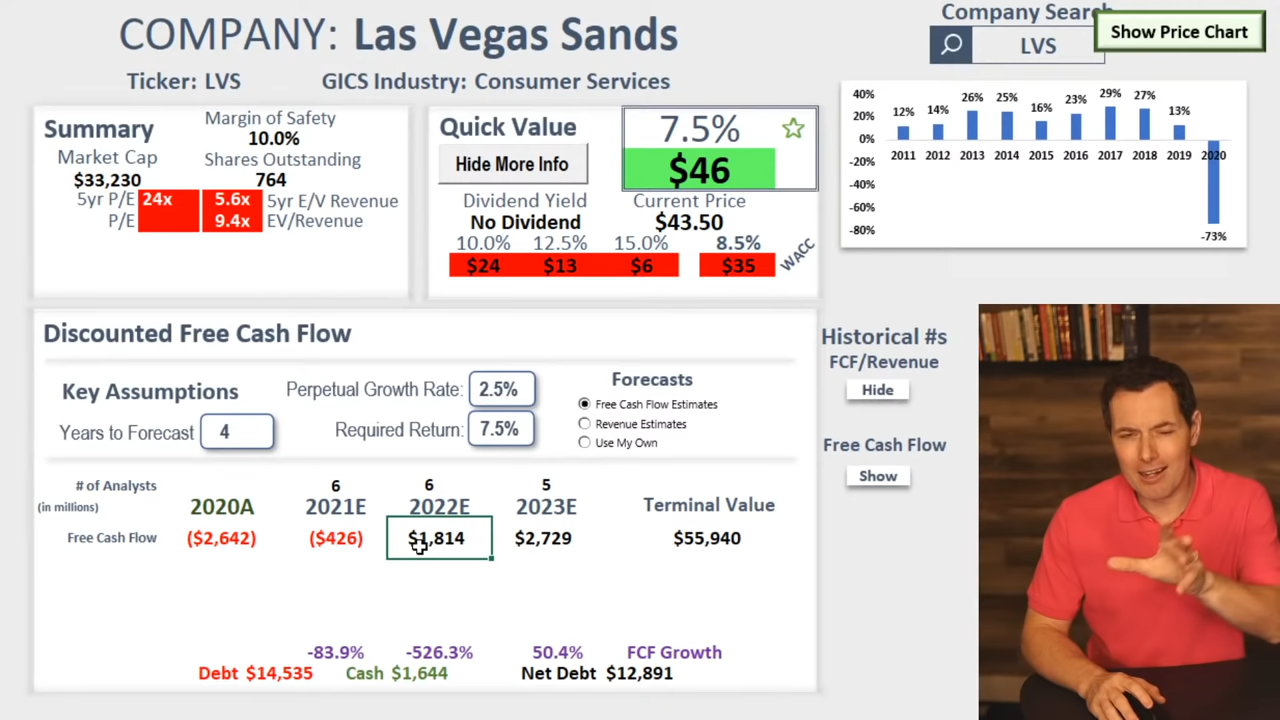 COMPANY: Las Vegas Sands
Ticker: LVS GICS Industry: Consumer Services
Company Search
LVS
Show Price Chart
Summary
Margin of Safety
10.0%
Market Cap Shares Outstanding
$33,230 764
5yr P/E 24x 5.6x 5yr E/V Revenue
P/E 9.4x EV/Revenue
Quick Value
Hide More Info
7.5%
$46
Dividend Yield Current Price
No Dividend $43.50
10.0% 12.5% 15.0% 8.5% WACC
$24 $13 $6 $35
40%
20%
0%
-20%
-40%
-60%
-80%
12% 14% 26% 25% 16% 23% 29% 27% 13%
2011 2012 2013 2014 2015 2016 2017 2018 2019 2020
-73%
Discounted Free Cash Flow
Key Assumptions
Years to Forecast 4
Perpetual Growth Rate: 2.5%
Required Return: 7.5%
Forecasts
Free Cash Flow Estimates
Revenue Estimates
Use My Own
Historical #s
FCF/Revenue
Hide
Free Cash Flow
Show
# of Analysts 6 6 5
(in millions) 2020A 2021E 2022E 2023E Terminal Value
Free Cash Flow ($2,642) ($426) $1,814 $2,729 $55,940
-83.9% -526.3% 50.4% FCF Growth
Debt $14,535 Cash $1,644 Net Debt $12,891